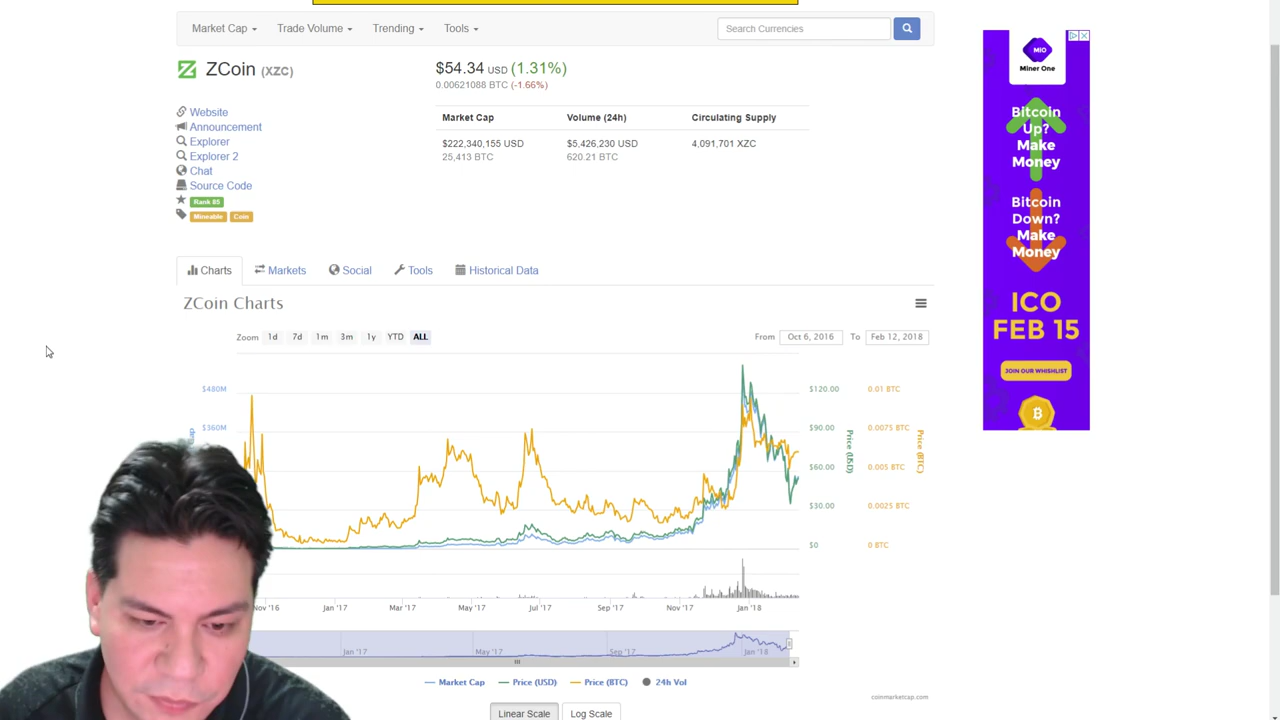 Market Cap
Trade Volume
Trending
Tools
Search Currencies
ZCoin (XZC)
$54.34 USD (1.31%)
0.00621088 BTC (-1.66%)
Website
Announcement
Explorer
Explorer 2
Chat
Source Code
Rank 85
Mineable Coin
Market Cap
Volume (24h)
Circulating Supply
$222,340,155 USD
$5,426,230 USD
4,091,701 XZC
25,413 BTC
620.21 BTC
Charts
Markets
Social
Tools
Historical Data
ZCoin Charts
Zoom 1d 7d 1m 3m 1y YTD ALL
From Oct 6, 2016 To Feb 12, 2018
$480M
$360M
$120.00
$90.00
$60.00
$30.00
$0
Price (USD)
0.01 BTC
0.0075 BTC
0.005 BTC
0.0025 BTC
0 BTC
Price (BTC)
Nov '16
Jan '17
Mar '17
May '17
Jul '17
Sep '17
Nov '17
Jan '18
Jan '17
May '17
Sep '17
Jan '18
Market Cap
Price (USD)
Price (BTC)
24h Vol
coinmarketcap.com
Linear Scale
Log Scale
MIO
Miner One
Bitcoin
Up?
Make
Money
Bitcoin
Down?
Make
Money
ICO
FEB 15
JOIN OUR WHISHLIST